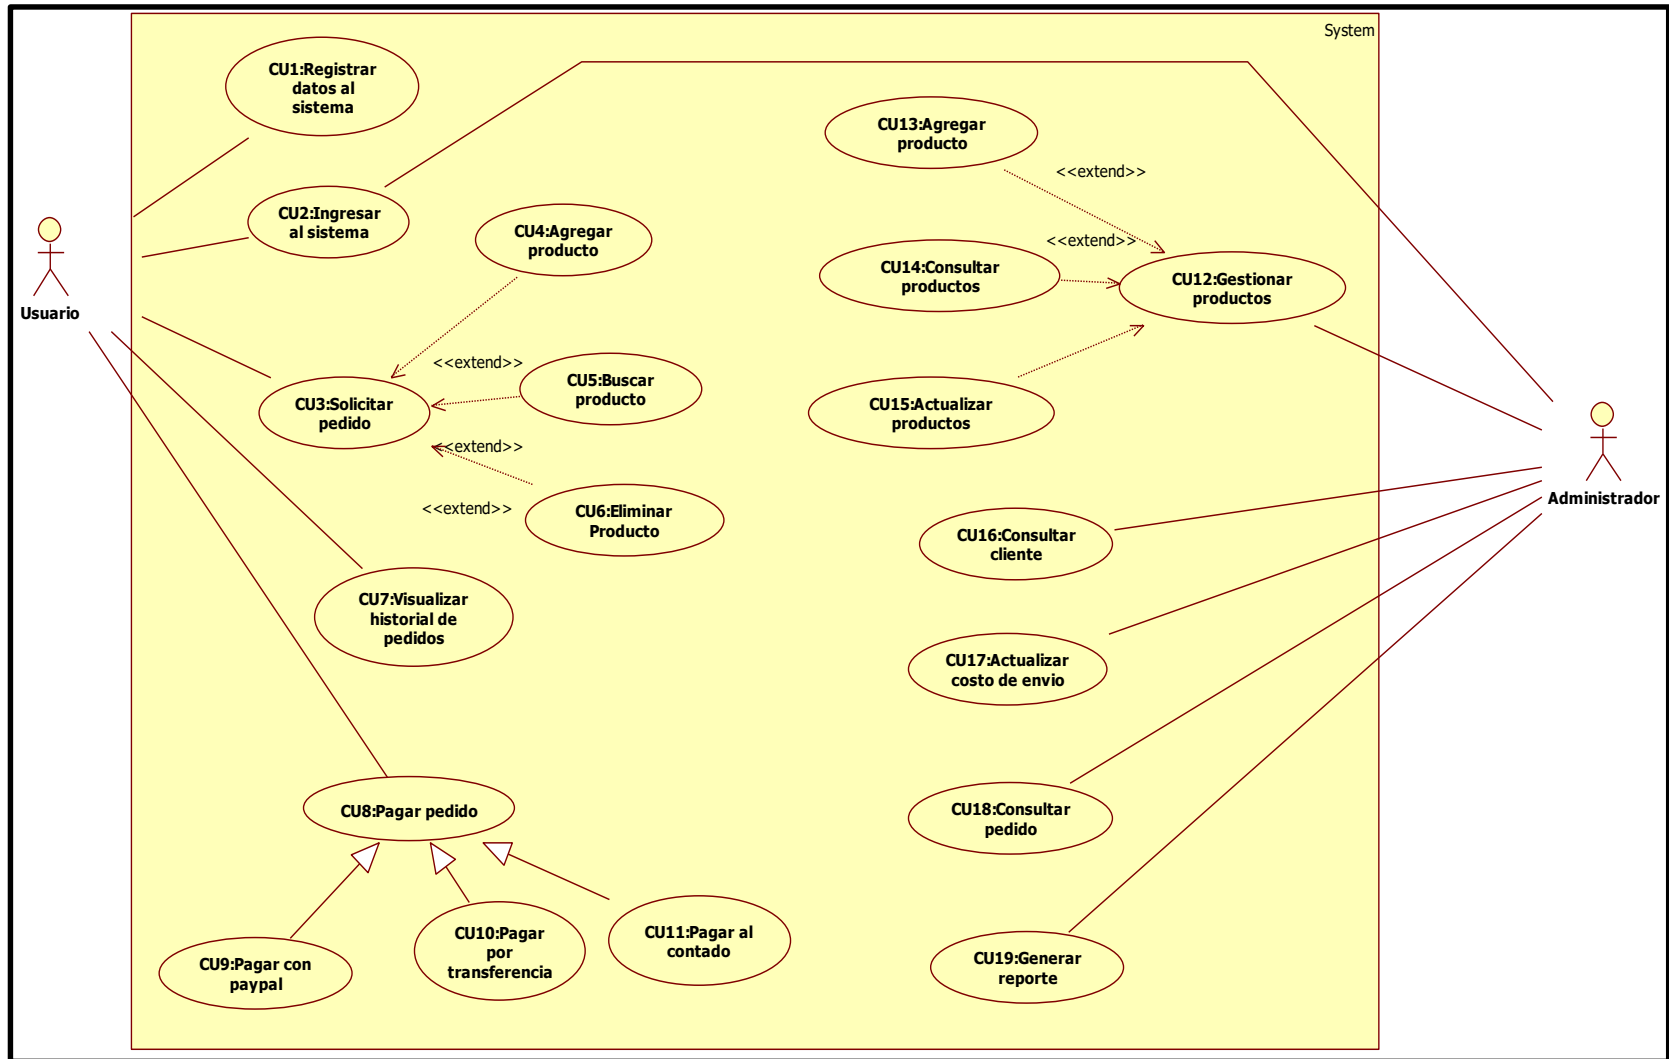 System
CU1:Registrar
datos al
sistema
CU2:Ingresar
al sistema
CU4:Agregar
producto
Usuario
<<extend>>
CU3:Solicitar
pedido
CU5:Buscar
producto
<<extend>>
<<extend>>
CU6:Eliminar
Producto
CU7:Visualizar
historial de
pedidos
CU8:Pagar pedido
CU9:Pagar con
paypal
CU10:Pagar
por
transferencia
CU11:Pagar al
contado
CU13:Agregar
producto
<<extend>>
<<extend>>
CU14:Consultar
productos
CU12:Gestionar
productos
CU15:Actualizar
productos
Administrador
CU16:Consultar
cliente
CU17:Actualizar
costo de envio
CU18:Consultar
pedido
CU19:Generar
reporte